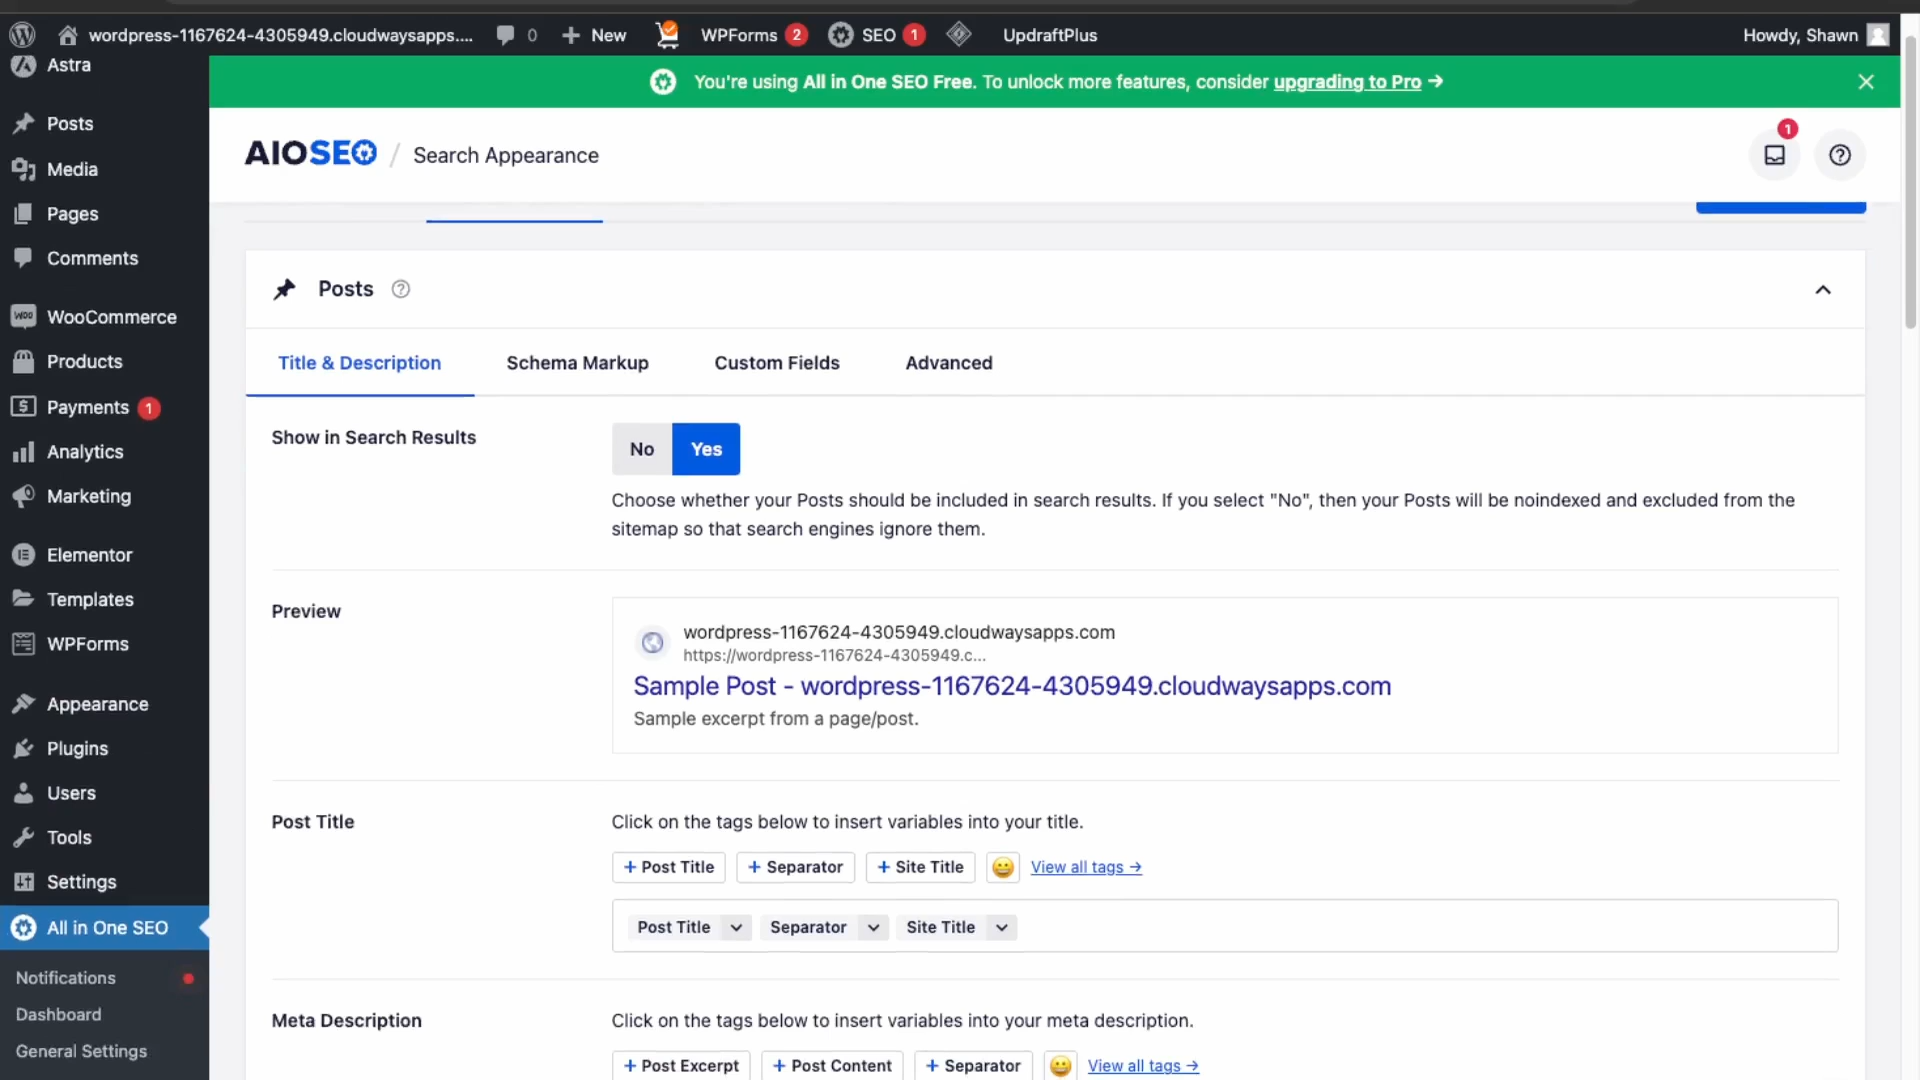 wordpress-1167624-4305949.cloudwaysapps.... 0 New WPForms 2 SEO 1 UpdraftPlus Howdy, Shawn
Astra
Posts
Media
Pages
Comments
WooCommerce
Products
Payments 1
Analytics
Marketing
Elementor
Templates
WPForms
Appearance
Plugins
Users
Tools
Settings
All in One SEO
Notifications
Dashboard
General Settings
You're using All in One SEO Free. To unlock more features, consider upgrading to Pro →
AIOSEO / Search Appearance
1
Posts
Title & Description Schema Markup Custom Fields Advanced
Show in Search Results
No Yes
Choose whether your Posts should be included in search results. If you select "No", then your Posts will be noindexed and excluded from the
sitemap so that search engines ignore them.
Preview
wordpress-1167624-4305949.cloudwaysapps.com
https://wordpress-1167624-4305949.c...
Sample Post - wordpress-1167624-4305949.cloudwaysapps.com
Sample excerpt from a page/post.
Post Title
Click on the tags below to insert variables into your title.
+ Post Title + Separator + Site Title 😀 View all tags →
Post Title Separator Site Title
Meta Description
Click on the tags below to insert variables into your meta description.
+ Post Excerpt + Post Content + Separator 😀 View all tags →